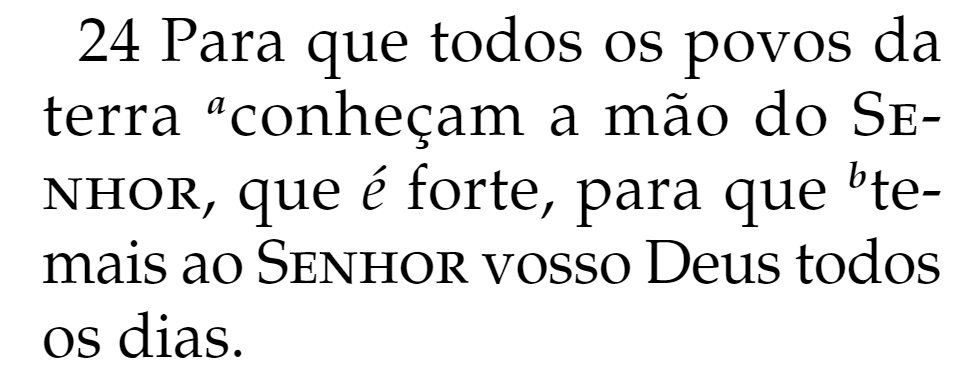 24 Para que todos os povos da
terra ᵃconheçam a mão do SE-
NHOR, que é forte, para que ᵇte-
mais ao SENHOR vosso Deus todos
os dias.